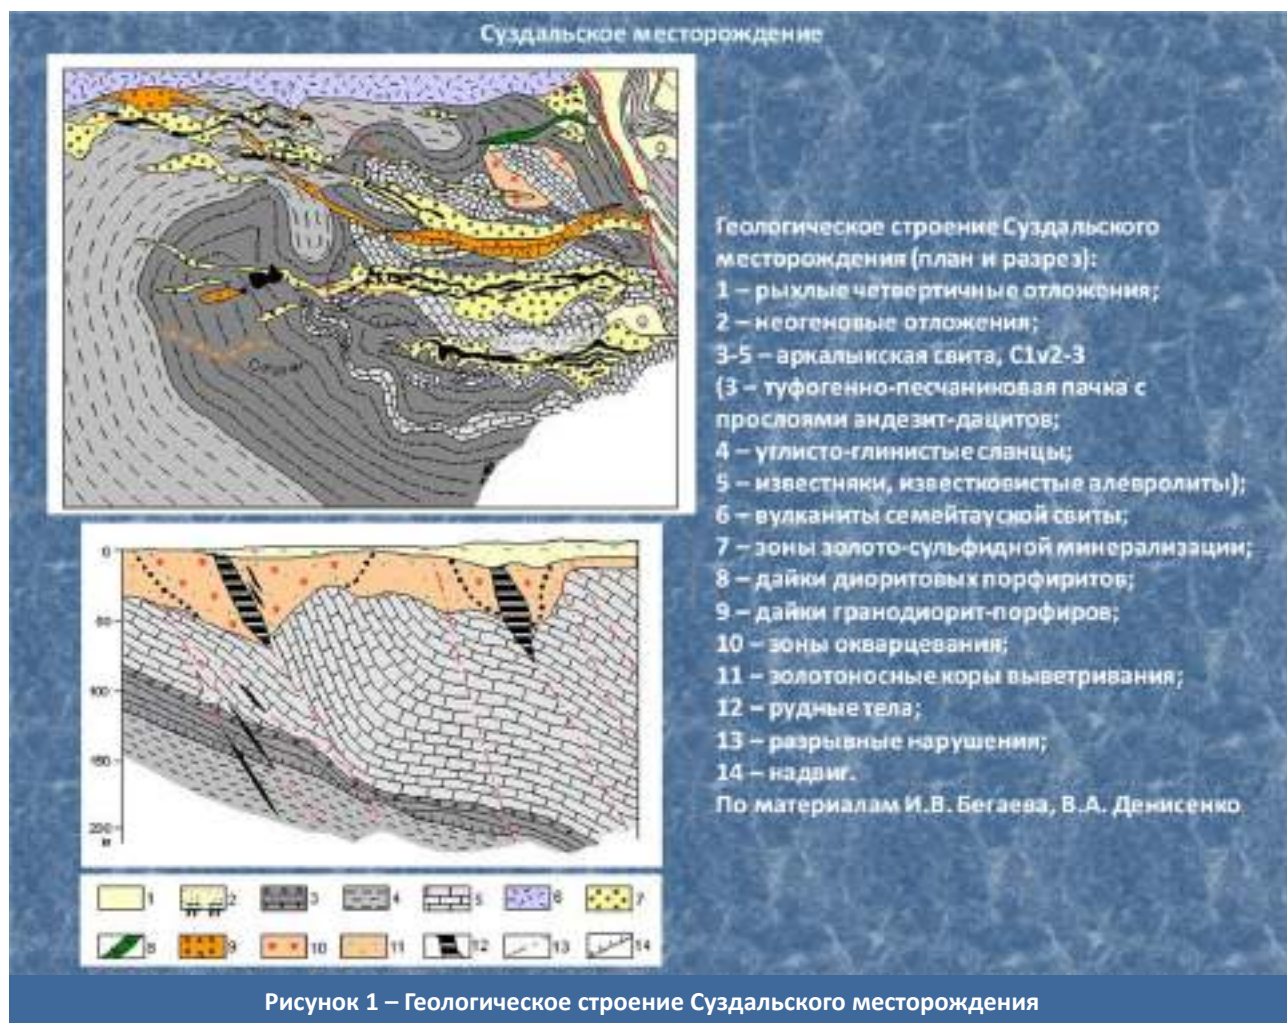 Суздальское месторождение
Q
Q
Геологическое строение Суздальского
месторождения (план и разрез):
1 – рыхлые четвертичные отложения;
2 – неогеновые отложения;
3-5 – аркалыкская свита, C1v2-3
(3 – туфогенно-песчаниковая пачка с
прослоями андезит-дацитов;
4 – углисто-глинистые сланцы;
5 – известняки, известковистые алевролиты);
6 – вулканиты семейтауской свиты;
7 – зоны золото-сульфидной минерализации;
8 – дайки диоритовых порфиритов;
9 – дайки гранодиорит-порфиров;
10 – зоны окварцевания;
11 – золотоносные коры выветривания;
12 – рудные тела;
13 – разрывные нарушения;
14 – надвиг.
По материалам И.В. Бегаева, В.А. Денисенко
0
50
100
150
200
м
1 2 3 4 5 6 7
8 9 10 11 12 13 14
Рисунок 1 – Геологическое строение Суздальского месторождения